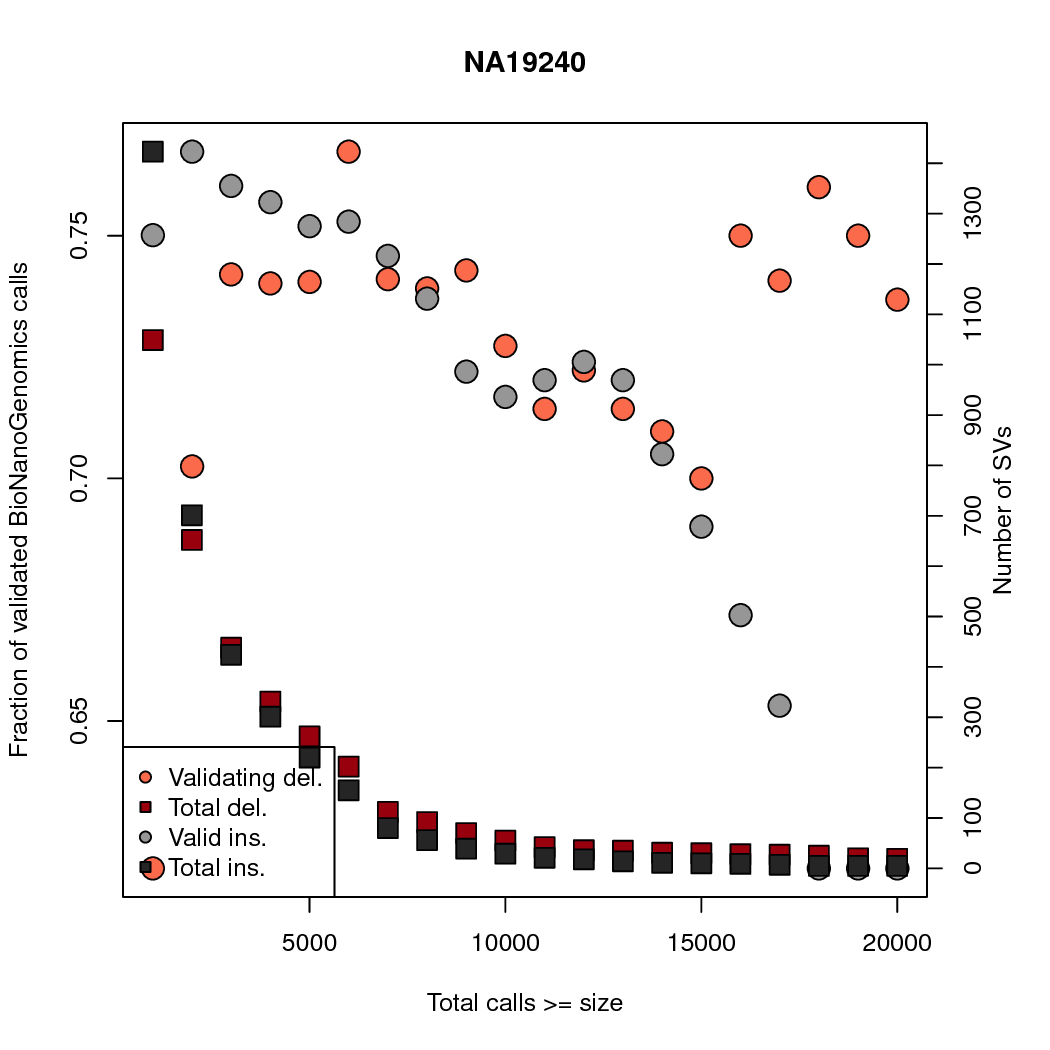 NA19240
Fraction of validated BioNanoGenomics calls
0.75
0.70
0.65
1300
1100
900
700
500
300
100
0
Number of SVs
Validating del.
Total del.
Valid ins.
Total ins.
5000 10000 15000 20000
Total calls >= size